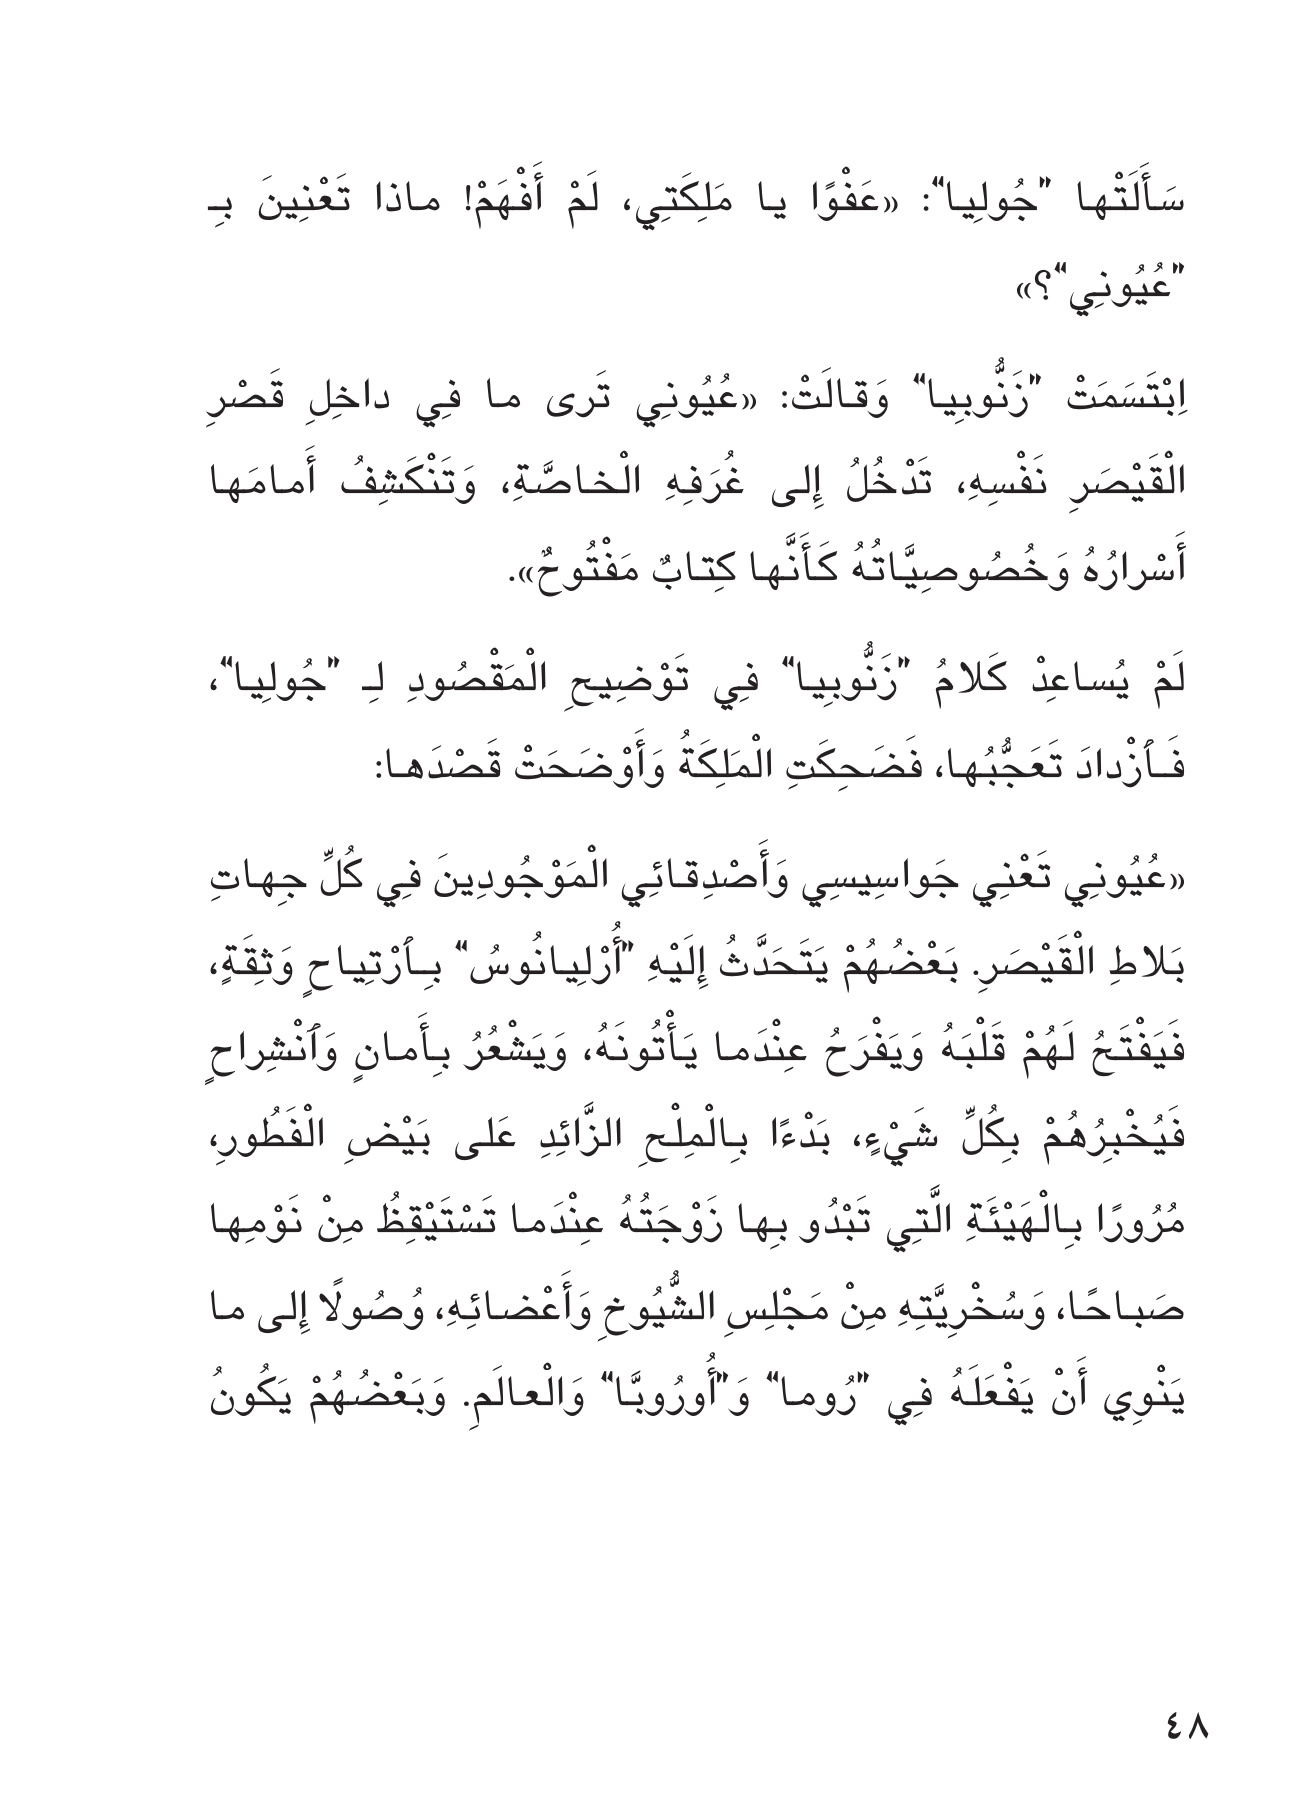 سَأَلَتْها "جُولِيا": «عَفْوًا يا مَلِكَتِي، لَمْ أَفْهَمْ! ماذا تَعْنِينَ بِـ
"عُيُونِي"؟»
اِبْتَسَمَتْ "زَنُّوبِيا" وَقالَتْ: «عُيُونِي تَرى ما فِي داخِلِ قَصْرِ
الْقَيْصَرِ نَفْسِهِ، تَدْخُلُ إِلى غُرَفِهِ الْخاصَّةِ، وَتَنْكَشِفُ أَمامَها
أَسْرارُهُ وَخُصُوصِيَّاتُهُ كَأَنَّها كِتابٌ مَفْتُوحٌ».
لَمْ يُساعِدْ كَلامُ "زَنُّوبِيا" فِي تَوْضِيحِ الْمَقْصُودِ لِـ "جُولِيا"،
فَٱزْدادَ تَعَجُّبُها، فَضَحِكَتِ الْمَلِكَةُ وَأَوْضَحَتْ قَصْدَها:
«عُيُونِي تَعْنِي جَواسِيسِي وَأَصْدِقائِي الْمَوْجُودِينَ فِي كُلِّ جِهاتِ
بَلاطِ الْقَيْصَرِ. بَعْضُهُمْ يَتَحَدَّثُ إِلَيْهِ "أُرْلِيانُوسُ" بِٱرْتِياحٍ وَثِقَةٍ،
فَيَفْتَحُ لَهُمْ قَلْبَهُ وَيَفْرَحُ عِنْدَما يَأْتُونَهُ، وَيَشْعُرُ بِأَمانٍ وَٱنْشِراحٍ
فَيُخْبِرُهُمْ بِكُلِّ شَيْءٍ، بَدْءًا بِالْمِلْحِ الزَّائِدِ عَلى بَيْضِ الْفَطُورِ،
مُرُورًا بِالْهَيْئَةِ الَّتِي تَبْدُو بِها زَوْجَتُهُ عِنْدَما تَسْتَيْقِظُ مِنْ نَوْمِها
صَباحًا، وَسُخْرِيَّتِهِ مِنْ مَجْلِسِ الشُّيُوخِ وَأَعْضائِهِ، وُصُولًا إِلى ما
يَنْوِي أَنْ يَفْعَلَهُ فِي "رُوما" وَ"أُورُوبَّا" وَالْعالَمِ. وَبَعْضُهُمْ يَكُونُ
٤٨